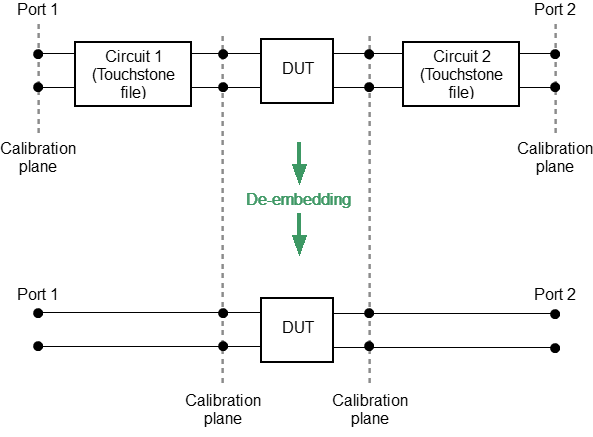 Port 1
Port 2
Circuit 1
(Touchstone
file)
DUT
Circuit 2
(Touchstone
file)
Calibration
plane
Calibration
plane
De-embedding
Port 1
Port 2
DUT
Calibration
plane
Calibration
plane